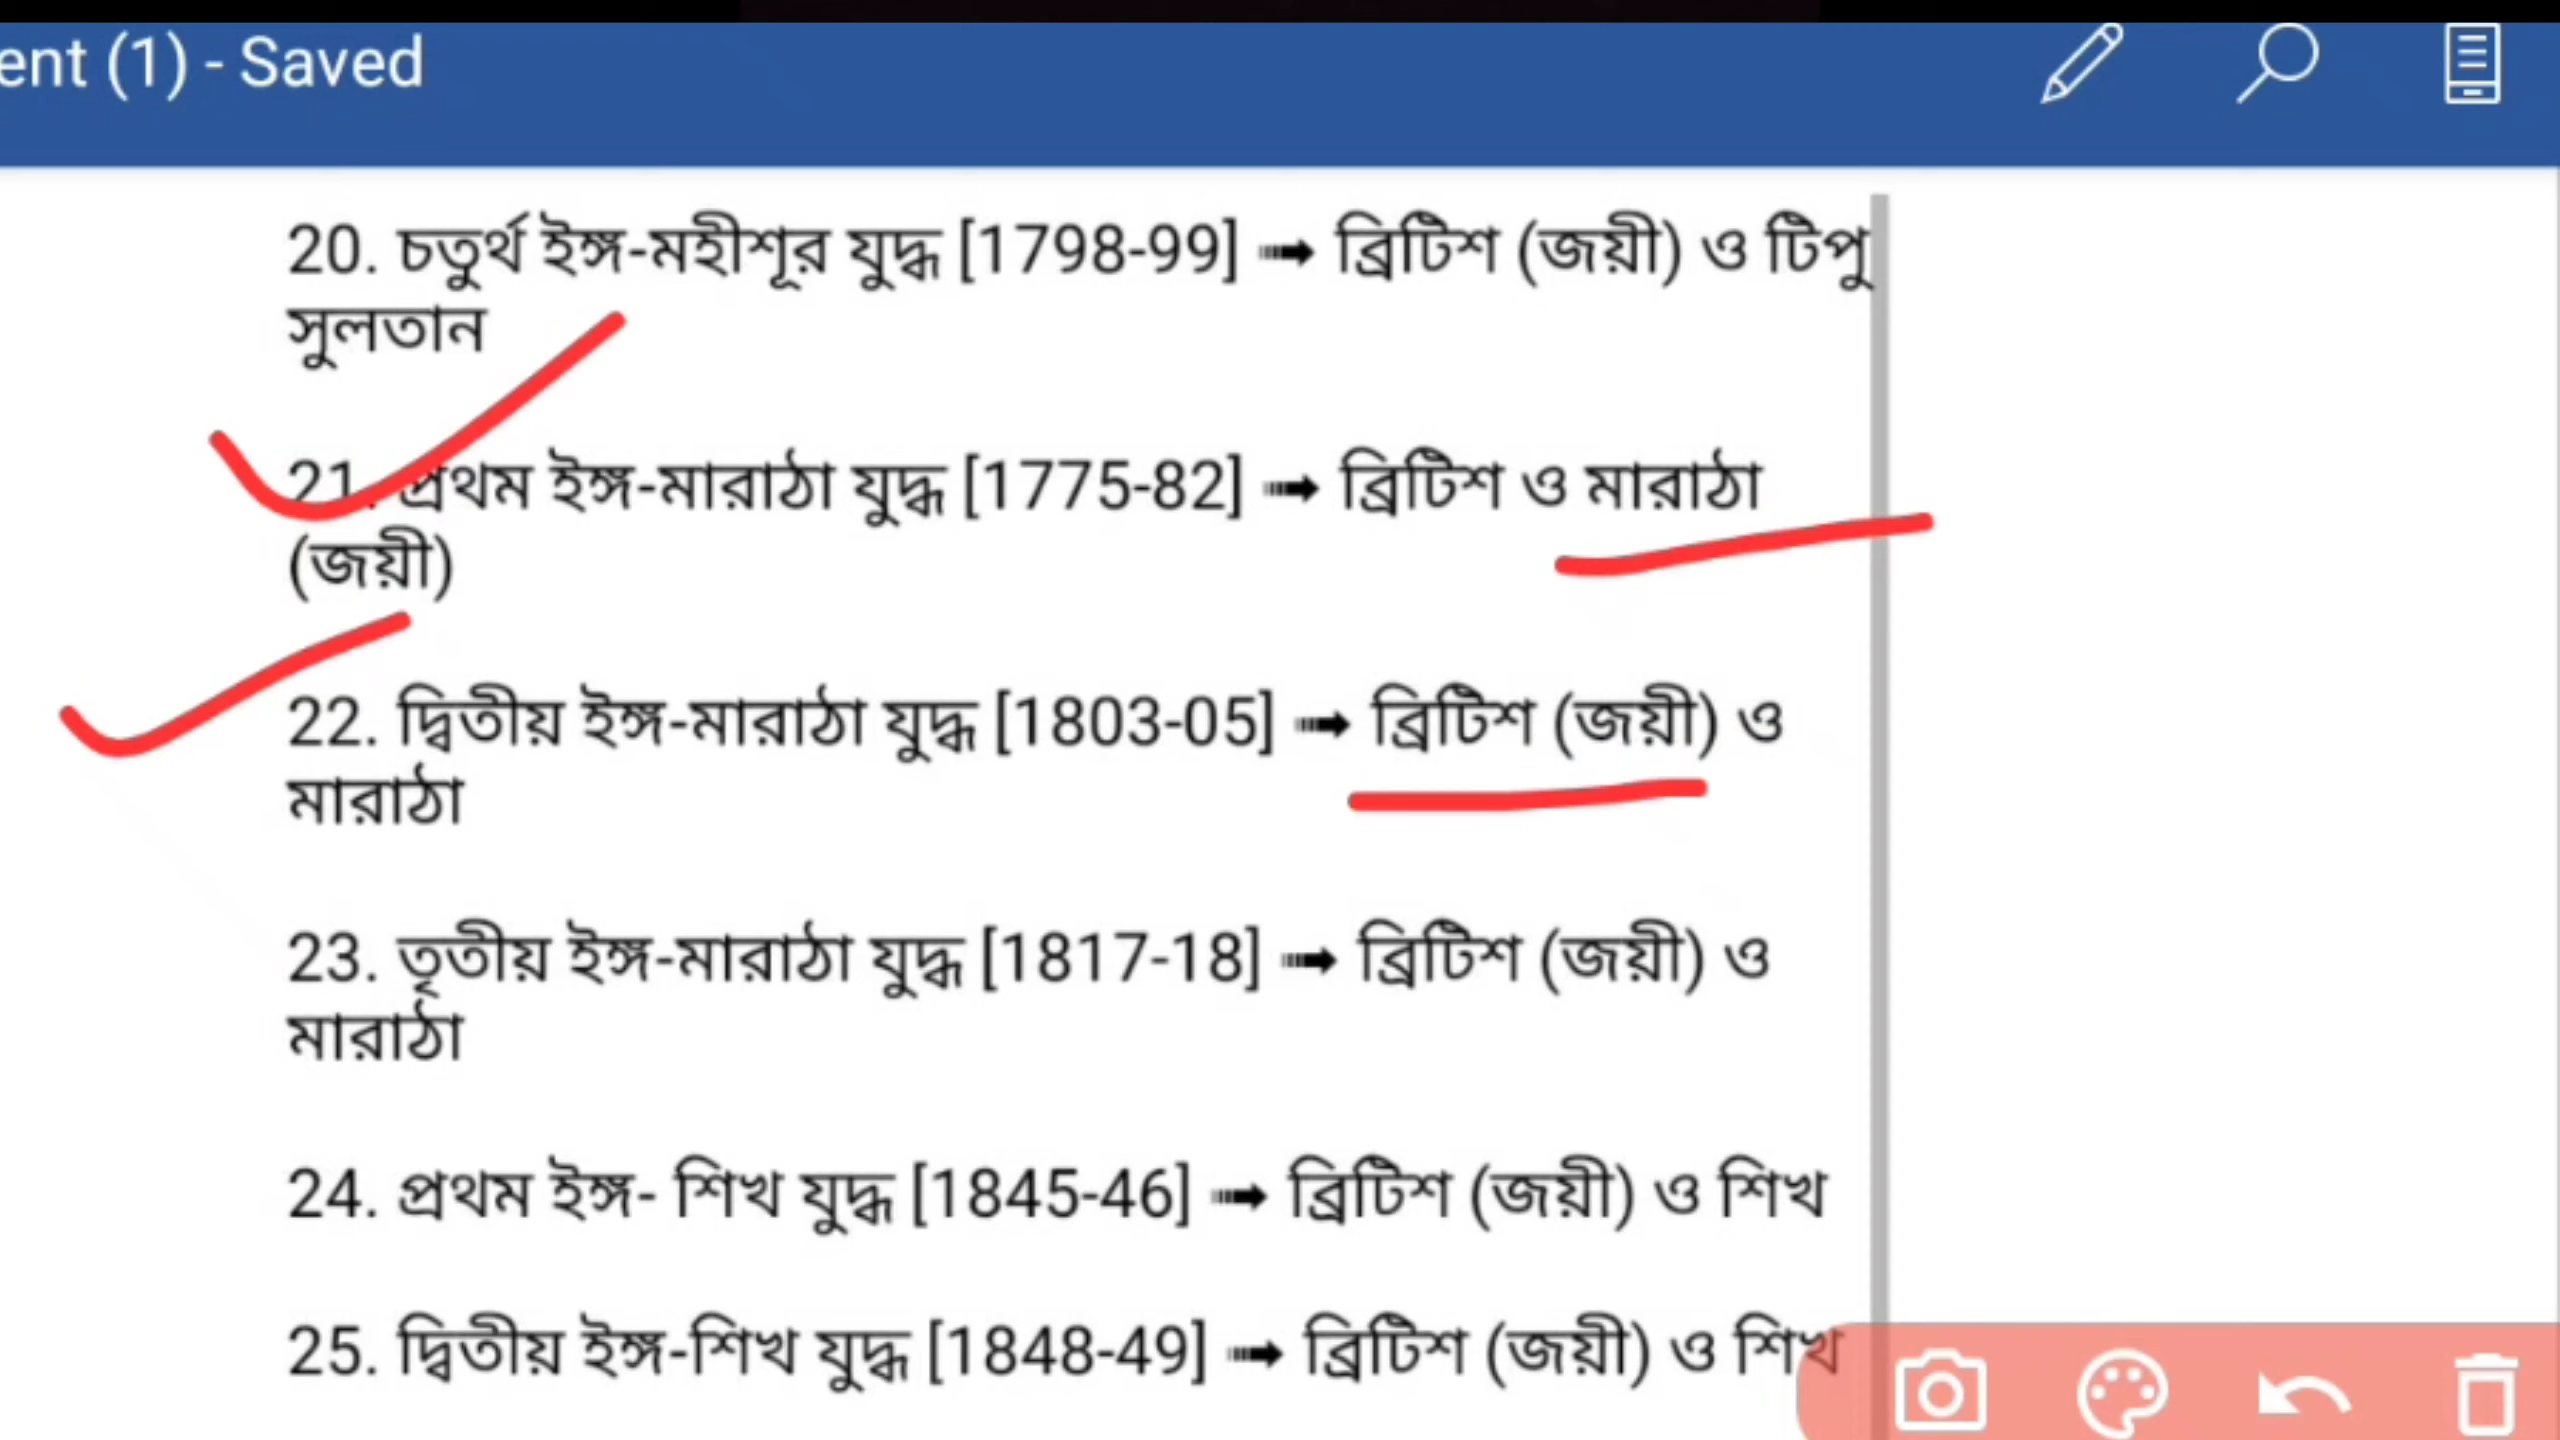 ent (1) - Saved
20. চতুর্থ ইঙ্গ-মহীশূর যুদ্ধ [1798-99] ➟ ব্রিটিশ (জয়ী) ও টিপু
সুলতান
21. প্রথম ইঙ্গ-মারাঠা যুদ্ধ [1775-82] ➟ ব্রিটিশ ও মারাঠা
(জয়ী)
22. দ্বিতীয় ইঙ্গ-মারাঠা যুদ্ধ [1803-05] ➟ ব্রিটিশ (জয়ী) ও
মারাঠা
23. তৃতীয় ইঙ্গ-মারাঠা যুদ্ধ [1817-18] ➟ ব্রিটিশ (জয়ী) ও
মারাঠা
24. প্রথম ইঙ্গ- শিখ যুদ্ধ [1845-46] ➟ ব্রিটিশ (জয়ী) ও শিখ
25. দ্বিতীয় ইঙ্গ-শিখ যুদ্ধ [1848-49] ➟ ব্রিটিশ (জয়ী) ও শিখ